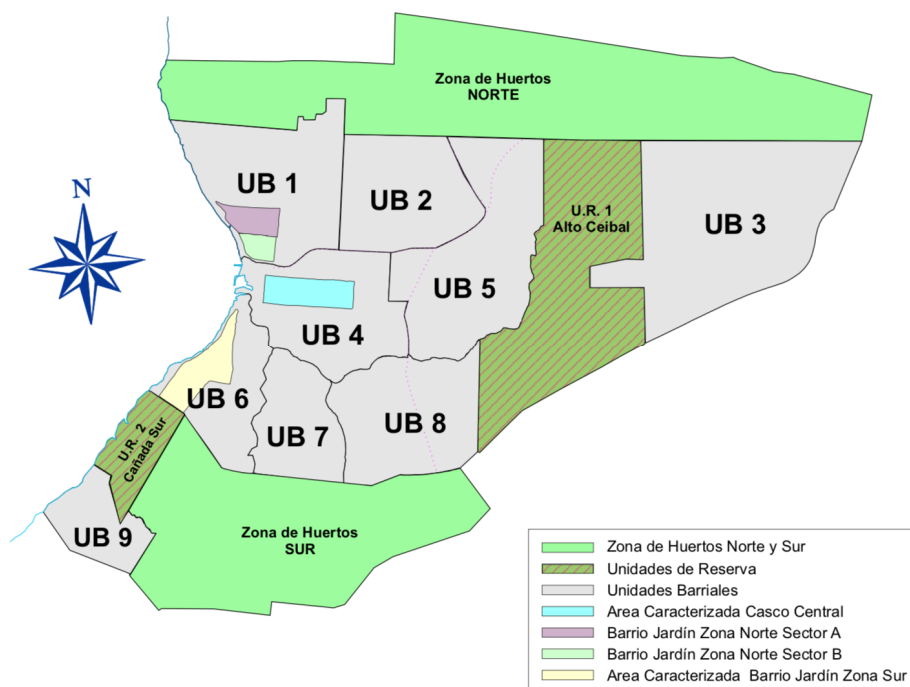 Zona de Huertos
NORTE
UB 1
UB 2
U.R. 1
Alto Ceibal
UB 3
N
UB 5
UB 4
UB 6
UB 7
UB 8
U.R. 2
Cañada Sur
UB 9
Zona de Huertos
SUR
Zona de Huertos Norte y Sur
Unidades de Reserva
Unidades Barriales
Area Caracterizada Casco Central
Barrio Jardín Zona Norte Sector A
Barrio Jardín Zona Norte Sector B
Area Caracterizada Barrio Jardín Zona Sur